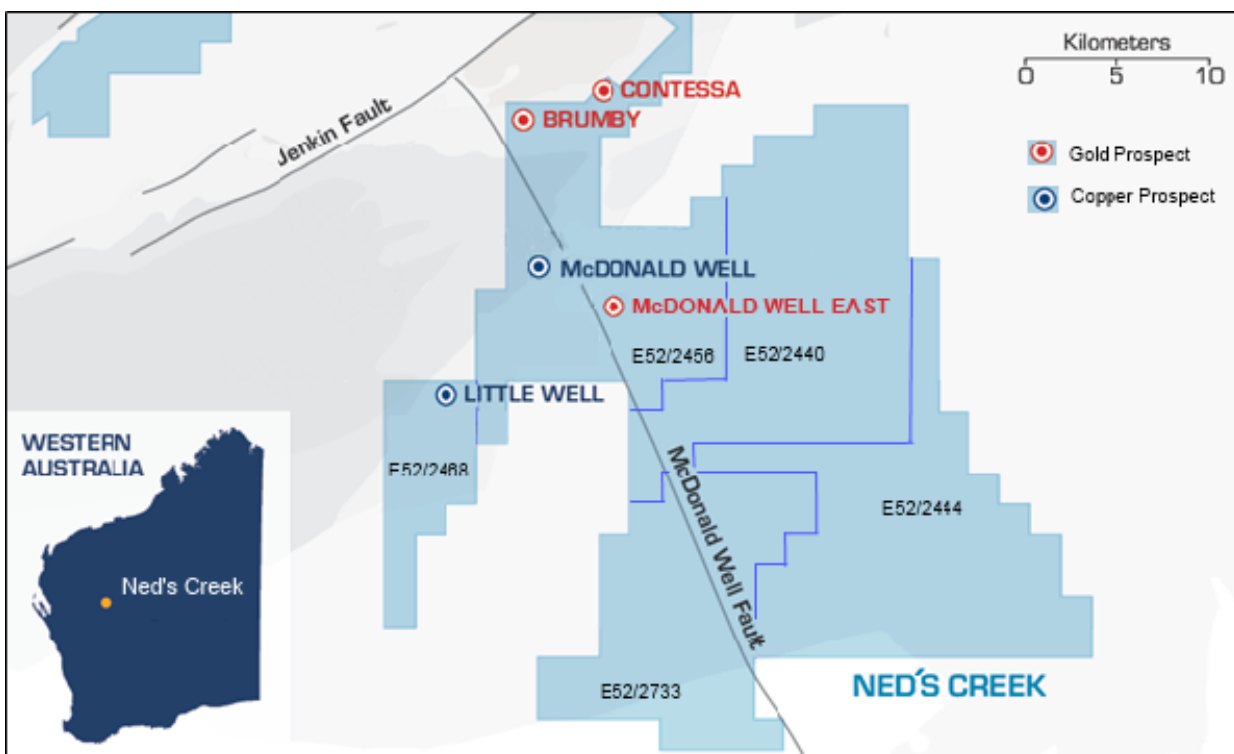 Kilometers
0 5 10
CONTESSA
BRUMBY
Jenkin Fault
Gold Prospect
Copper Prospect
McDONALD WELL
McDONALD WELL EAST
E52/2456
E52/2440
LITTLE WELL
WESTERN
AUSTRALIA
E52/2468
McDonald Well Fault
E52/2444
Ned's Creek
E52/2733
NED'S CREEK